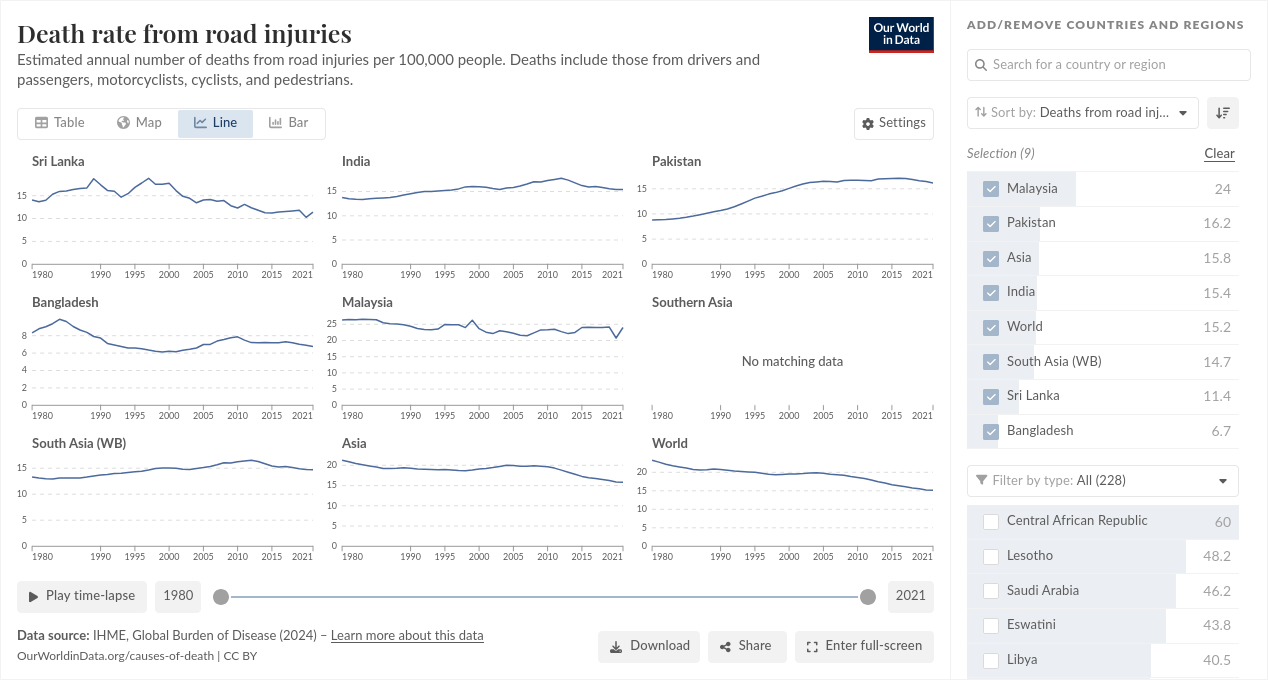 Death rate from road injuries
Estimated annual number of deaths from road injuries per 100,000 people. Deaths include those from drivers and
passengers, motorcyclists, cyclists, and pedestrians.
Our World
in Data
Table
Map
Line
Bar
Settings
Sri Lanka
15
10
5
0
1980 1990 1995 2000 2005 2010 2015 2021
India
15
10
5
0
1980 1990 1995 2000 2005 2010 2015 2021
Pakistan
15
10
5
0
1980 1990 1995 2000 2005 2010 2015 2021
Bangladesh
8
6
4
2
0
1980 1990 1995 2000 2005 2010 2015 2021
Malaysia
25
20
15
10
5
0
1980 1990 1995 2000 2005 2010 2015 2021
Southern Asia
No matching data
1980 1990 1995 2000 2005 2010 2015 2021
South Asia (WB)
15
10
5
0
1980 1990 1995 2000 2005 2010 2015 2021
Asia
20
15
10
5
0
1980 1990 1995 2000 2005 2010 2015 2021
World
20
15
10
5
0
1980 1990 1995 2000 2005 2010 2015 2021
Play time-lapse
1980
2021
Data source: IHME, Global Burden of Disease (2024) – Learn more about this data
OurWorldinData.org/causes-of-death | CC BY
Download
Share
Enter full-screen
ADD/REMOVE COUNTRIES AND REGIONS
Search for a country or region
Sort by: Deaths from road inj...
Selection (9) Clear
Malaysia 24
Pakistan 16.2
Asia 15.8
India 15.4
World 15.2
South Asia (WB) 14.7
Sri Lanka 11.4
Bangladesh 6.7
Filter by type: All (228)
Central African Republic 60
Lesotho 48.2
Saudi Arabia 46.2
Eswatini 43.8
Libya 40.5